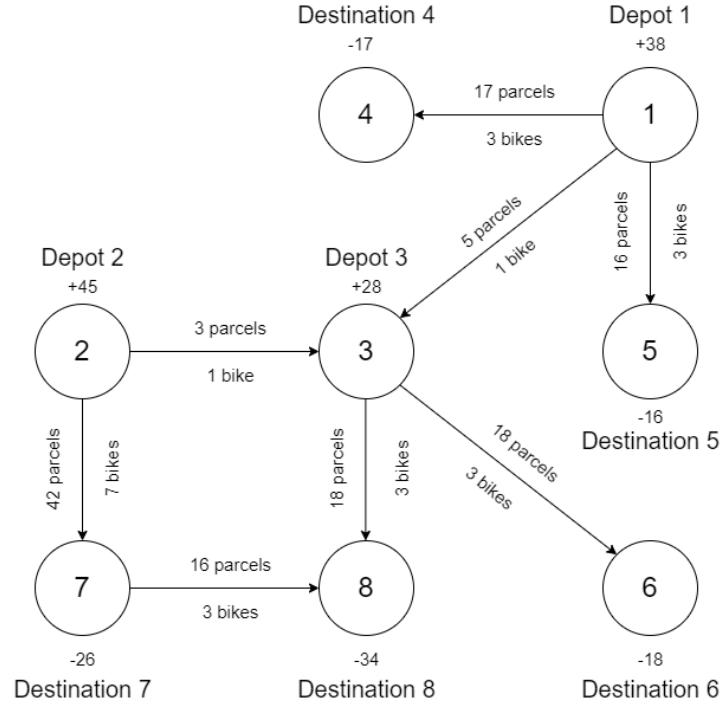 Destination 4
-17
4
Depot 1
+38
1
17 parcels
3 bikes
5 parcels
1 bike
16 parcels
3 bikes
Depot 2
+45
2
3 parcels
1 bike
Depot 3
+28
3
5
-16
Destination 5
42 parcels
7 bikes
18 parcels
3 bikes
18 parcels
3 bikes
7
-26
Destination 7
16 parcels
3 bikes
8
-34
Destination 8
6
-18
Destination 6